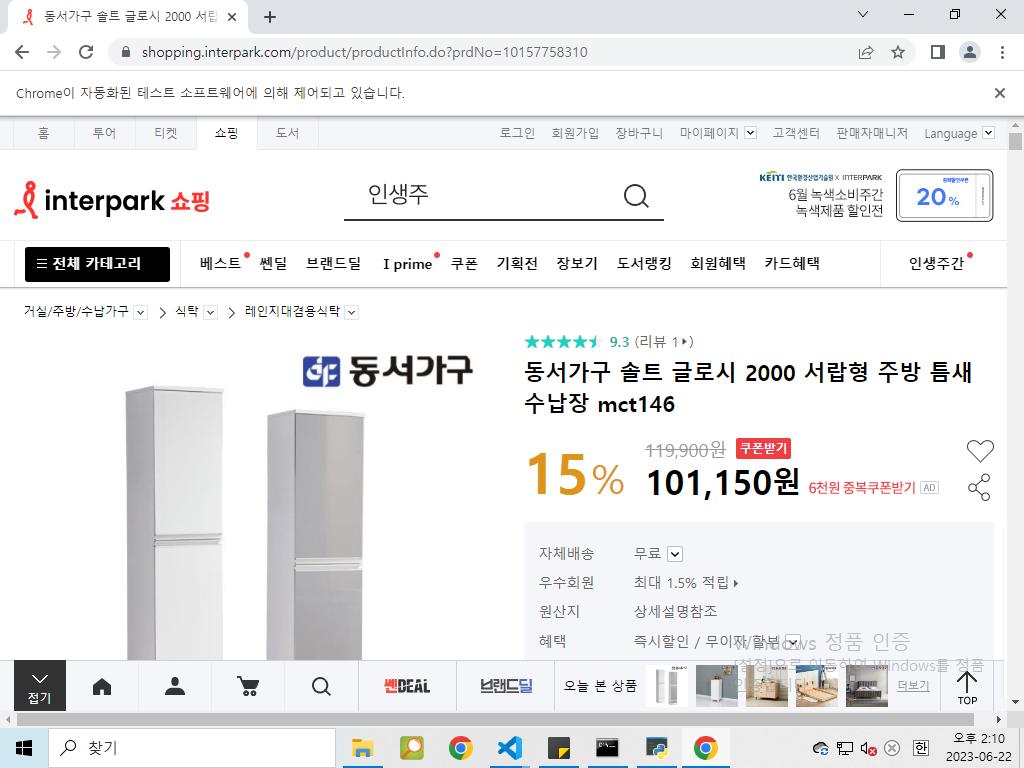 동서가구 솔트 글로시 2000 서랍
shopping.interpark.com/product/productInfo.do?prdNo=10157758310
Chrome이 자동화된 테스트 소프트웨어에 의해 제어되고 있습니다.
홈 투어 티켓 쇼핑 도서 로그인 회원가입 장바구니 마이페이지 고객센터 판매자매니저 Language
interpark 쇼핑
인생주
KEITI 한국환경산업기술원 X INTERPARK
6월 녹색소비주간
녹색제품 할인전
중복할인쿠폰
20%
전체 카테고리 베스트 쎈딜 브랜드딜 I prime 쿠폰 기획전 장보기 도서랭킹 회원혜택 카드혜택 인생주간
거실/주방/수납가구 식탁 레인지대겸용식탁
동서가구
9.3 (리뷰 1)
동서가구 솔트 글로시 2000 서랍형 주방 틈새
수납장 mct146
15% 119,900원 쿠폰받기
101,150원 6천원 중복쿠폰받기 AD
자체배송 무료
우수회원 최대 1.5% 적립
원산지 상세설명참조
혜택 즉시할인 / 무이자 할부
Windows 정품 인증
[설정]으로 이동하여 Windows를 정품
접기
쎈DEAL
브랜드딜
오늘 본 상품
더보기
TOP
찾기
한
오후 2:10
2023-06-22